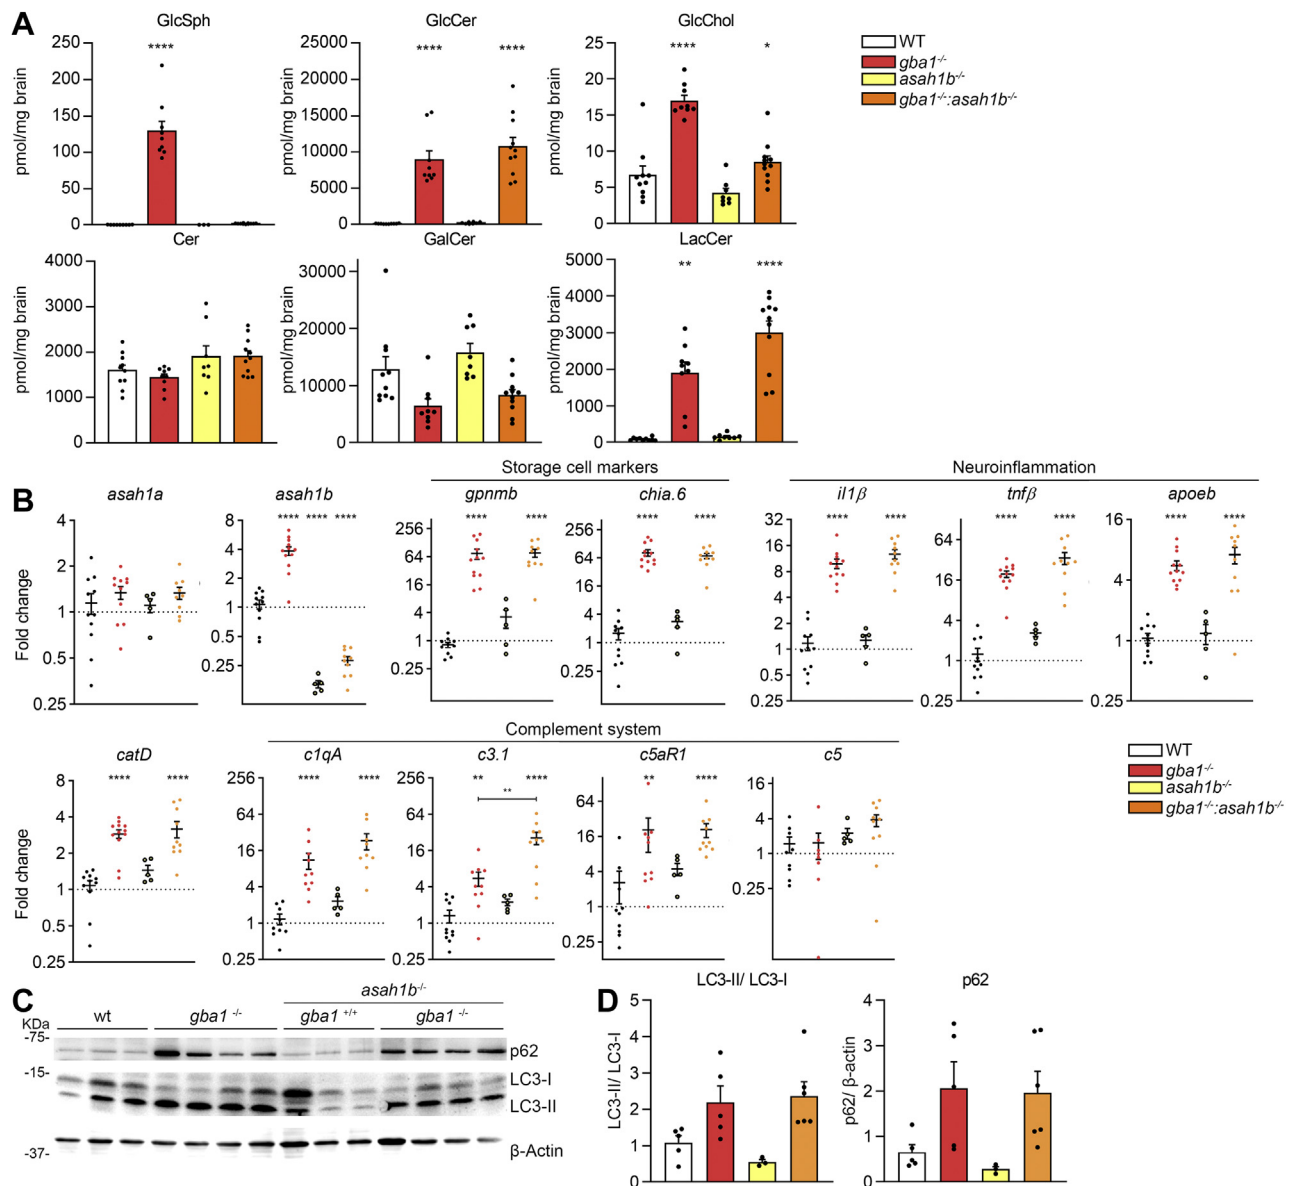 A
GlcSph
GlcCer
GlcChol
pmol/mg brain
250
200
150
100
50
0
****
pmol/mg brain
25000
20000
15000
10000
5000
0
****
****
pmol/mg brain
25
20
15
10
5
0
****
*
WT
gba1-/-
asah1b-/-
gba1-/-:asah1b-/-
Cer
GalCer
LacCer
pmol/mg brain
4000
3000
2000
1000
0
pmol/mg brain
30000
20000
10000
0
pmol/mg brain
5000
4000
3000
2000
1000
0
**
****
B
Storage cell markers
Neuroinflammation
asah1a
asah1b
gpnmb
chia.6
il1β
tnfβ
apoeb
Fold change
4
2
1
0.5
0.25
8
4
2
1
0.5
0.25
****
****
****
256
64
16
4
1
0.25
****
****
256
64
16
4
1
0.25
****
****
32
16
8
4
2
1
0.5
0.25
****
****
64
16
4
1
0.25
****
****
16
4
1
0.25
****
****
Complement system
catD
c1qA
c3.1
c5aR1
c5
Fold change
8
4
2
1
0.5
0.25
****
****
256
64
16
4
1
0.25
****
****
256
64
16
4
1
0.25
**
****
**
64
16
4
1
0.25
**
****
16
4
1
0.25
WT
gba1-/-
asah1b-/-
gba1-/-:asah1b-/-
C
asah1b-/-
KDa
wt
gba1 -/-
gba1 +/+
gba1 -/-
-75-
p62
-15-
LC3-I
LC3-II
-37-
β-Actin
D
LC3-II/ LC3-I
p62
LC3-II/ LC3-I
5
4
3
2
1
0
p62/ β-actin
4
3
2
1
0